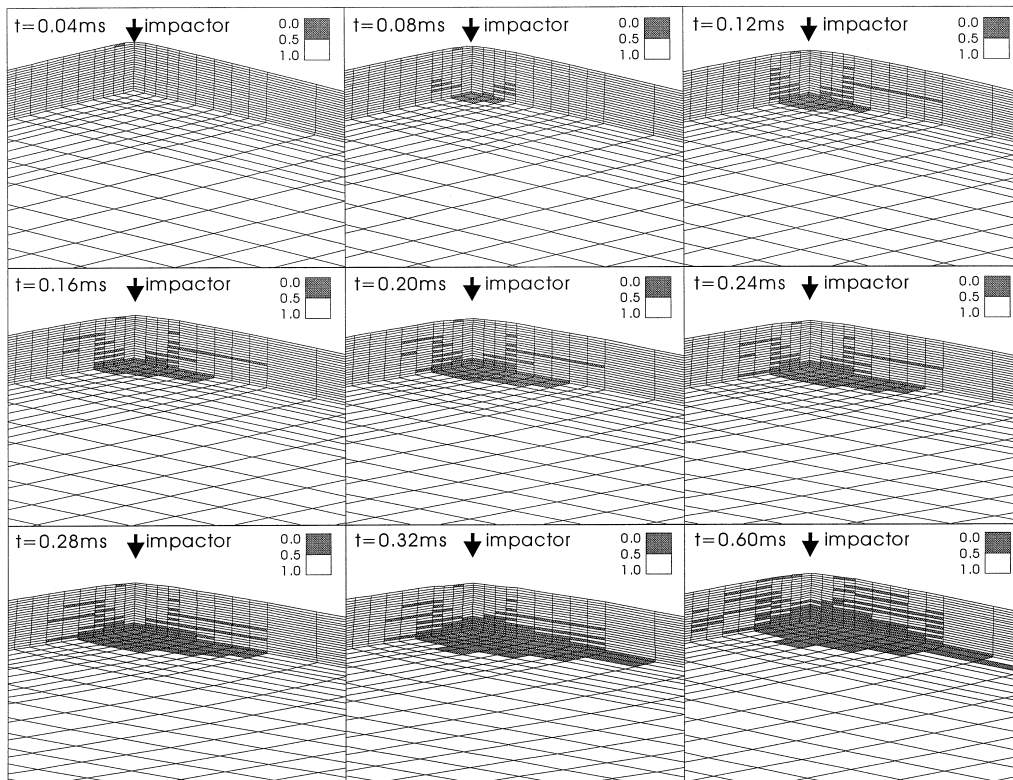 t=0.04ms impactor 0.0
0.5
1.0
t=0.08ms impactor 0.0
0.5
1.0
t=0.12ms impactor 0.0
0.5
1.0
t=0.16ms impactor 0.0
0.5
1.0
t=0.20ms impactor 0.0
0.5
1.0
t=0.24ms impactor 0.0
0.5
1.0
t=0.28ms impactor 0.0
0.5
1.0
t=0.32ms impactor 0.0
0.5
1.0
t=0.60ms impactor 0.0
0.5
1.0